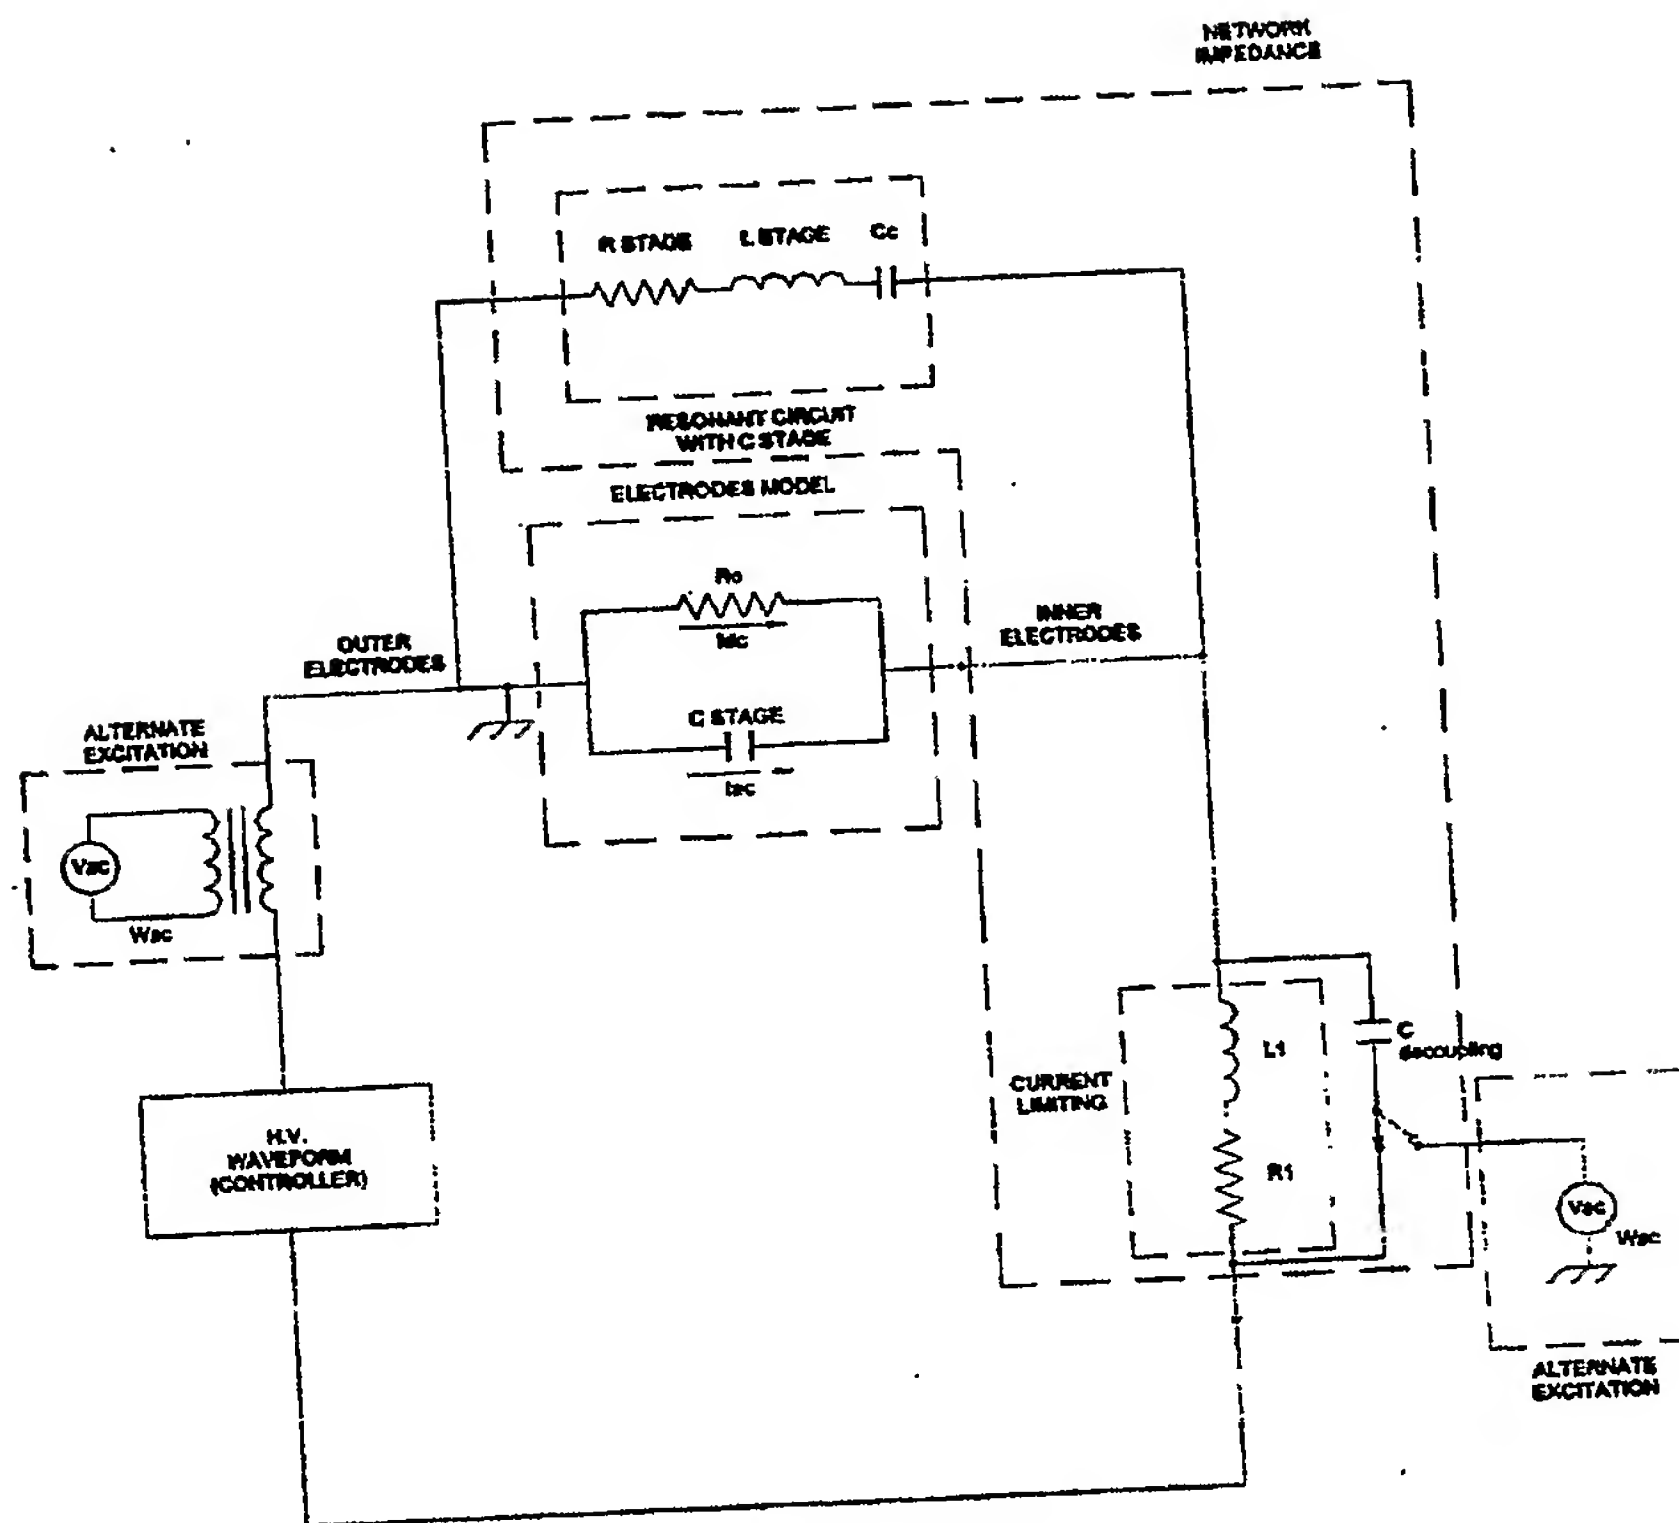 NETWORK
IMPEDANCE
R STAGE
L STAGE
Cc
RESONANT CIRCUIT
WITH C STAGE
ELECTRODES MODEL
INNER
ELECTRODES
OUTER
ELECTRODES
C STAGE
Iac
ALTERNATE
EXCITATION
Vac
Wac
L1
C
decoupling
CURRENT
LIMITING
R1
H.V.
WAVEFORM
(CONTROLLER)
Vac
Wac
ALTERNATE
EXCITATION